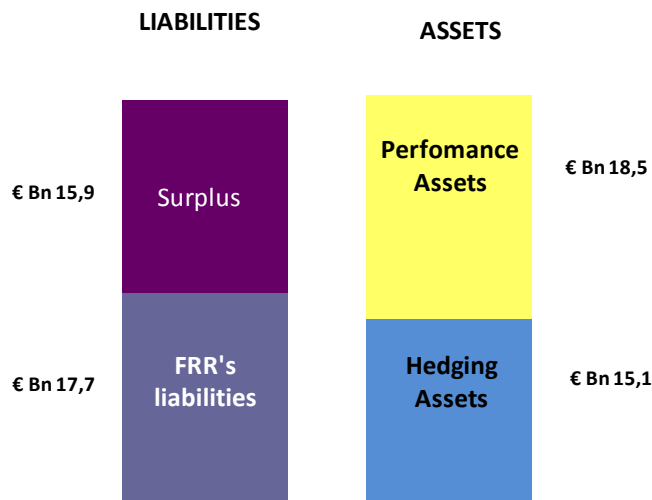 LIABILITIES
ASSETS
€ Bn 15,9
Surplus
Perfomance
Assets
€ Bn 18,5
€ Bn 17,7
FRR's
liabilities
Hedging
Assets
€ Bn 15,1